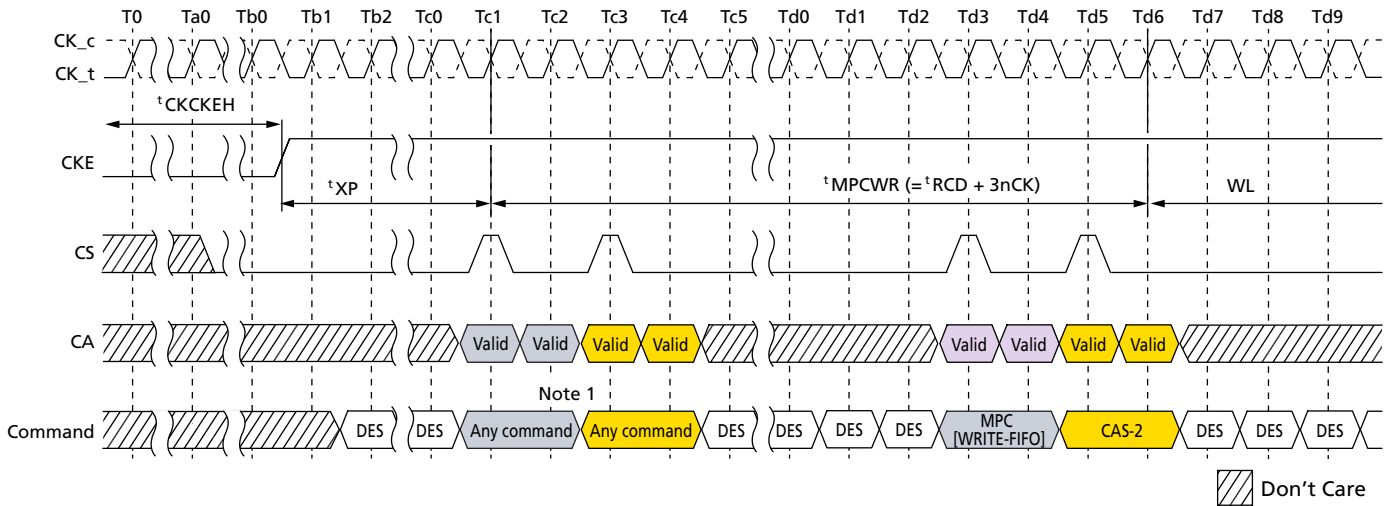 T0 Ta0 Tb0 Tb1 Tb2 Tc0 Tc1 Tc2 Tc3 Tc4 Tc5 Td0 Td1 Td2 Td3 Td4 Td5 Td6 Td7 Td8 Td9
CK_c
CK_t
tCKCKEH
CKE
tXP
tMPCWR (= tRCD + 3nCK)
WL
CS
CA Valid Valid Valid Valid Valid Valid Valid Valid
Note 1
Command DES DES Any command Any command DES DES DES DES MPC [WRITE-FIFO] CAS-2 DES DES DES
Don't Care